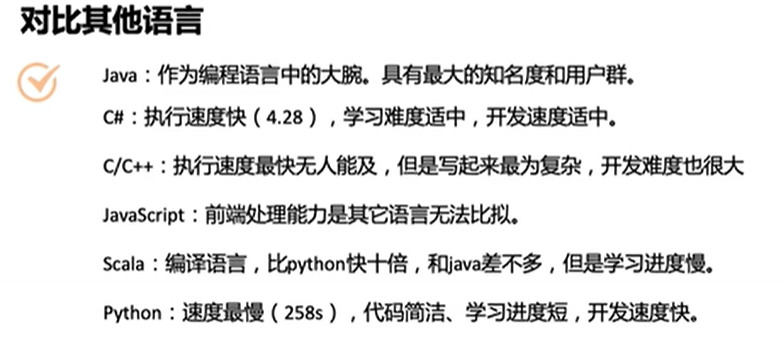 对比其他语言
Java：作为编程语言中的大腕。具有最大的知名度和用户群。
C#：执行速度快（4.28），学习难度适中，开发速度适中。
C/C++：执行速度最快无人能及，但是写起来最为复杂，开发难度也很大
JavaScript：前端处理能力是其它语言无法比拟。
Scala：编译语言，比python快十倍，和java差不多，但是学习进度慢。
Python：速度最慢（258s），代码简洁、学习进度短，开发速度快。